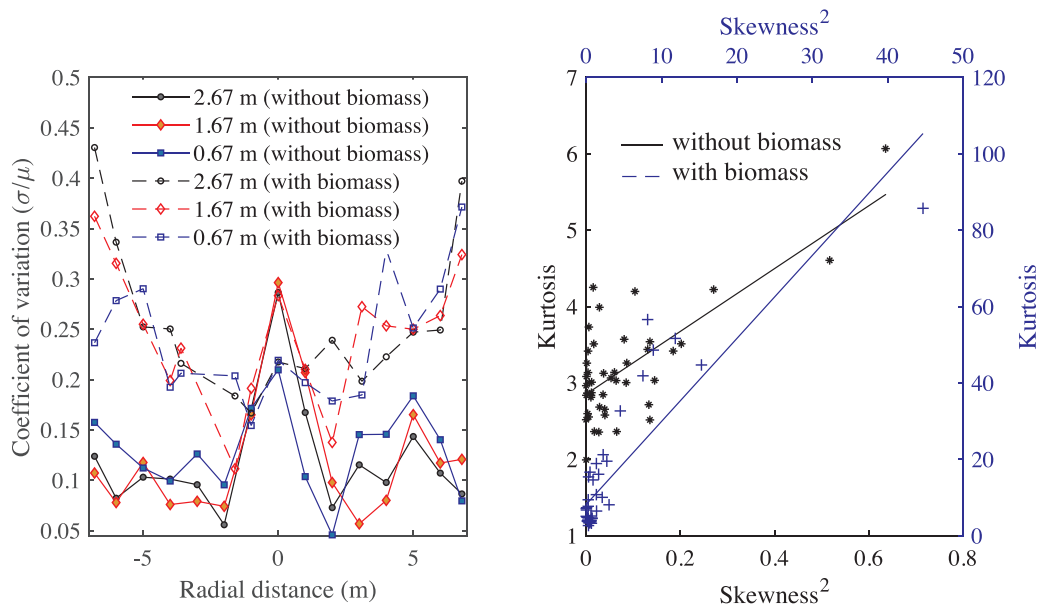 0.5
0.45
0.4
0.35
0.3
0.25
0.2
0.15
0.1
0.05
Coefficient of variation (σ/μ)
2.67 m (without biomass)
1.67 m (without biomass)
0.67 m (without biomass)
2.67 m (with biomass)
1.67 m (with biomass)
0.67 m (with biomass)
-5 0 5
Radial distance (m)
Skewness²
0 10 20 30 40 50
7
6
5
4
3
2
1
Kurtosis
without biomass
with biomass
120
100
80
60
40
20
0
Kurtosis
0 0.2 0.4 0.6 0.8
Skewness²